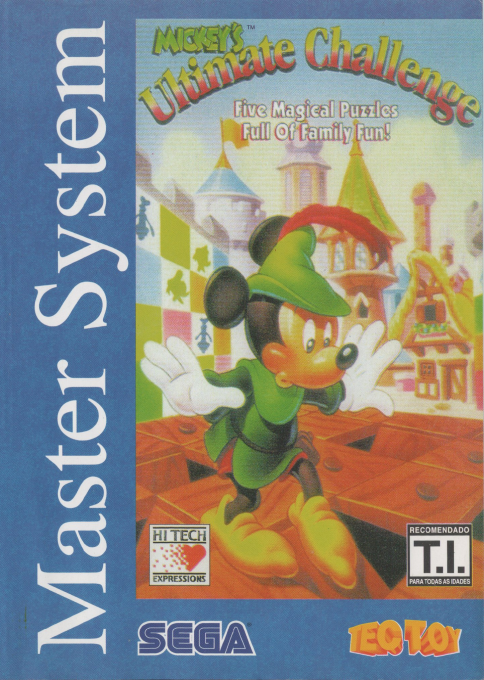 Master System
MICKEY'S™
Ultimate Challenge
Five Magical Puzzles
Full Of Family Fun!
HI TECH
EXPRESSIONS
RECOMENDADO
T.I.
PARA TODAS AS IDADES
SEGA®
TEC TOY